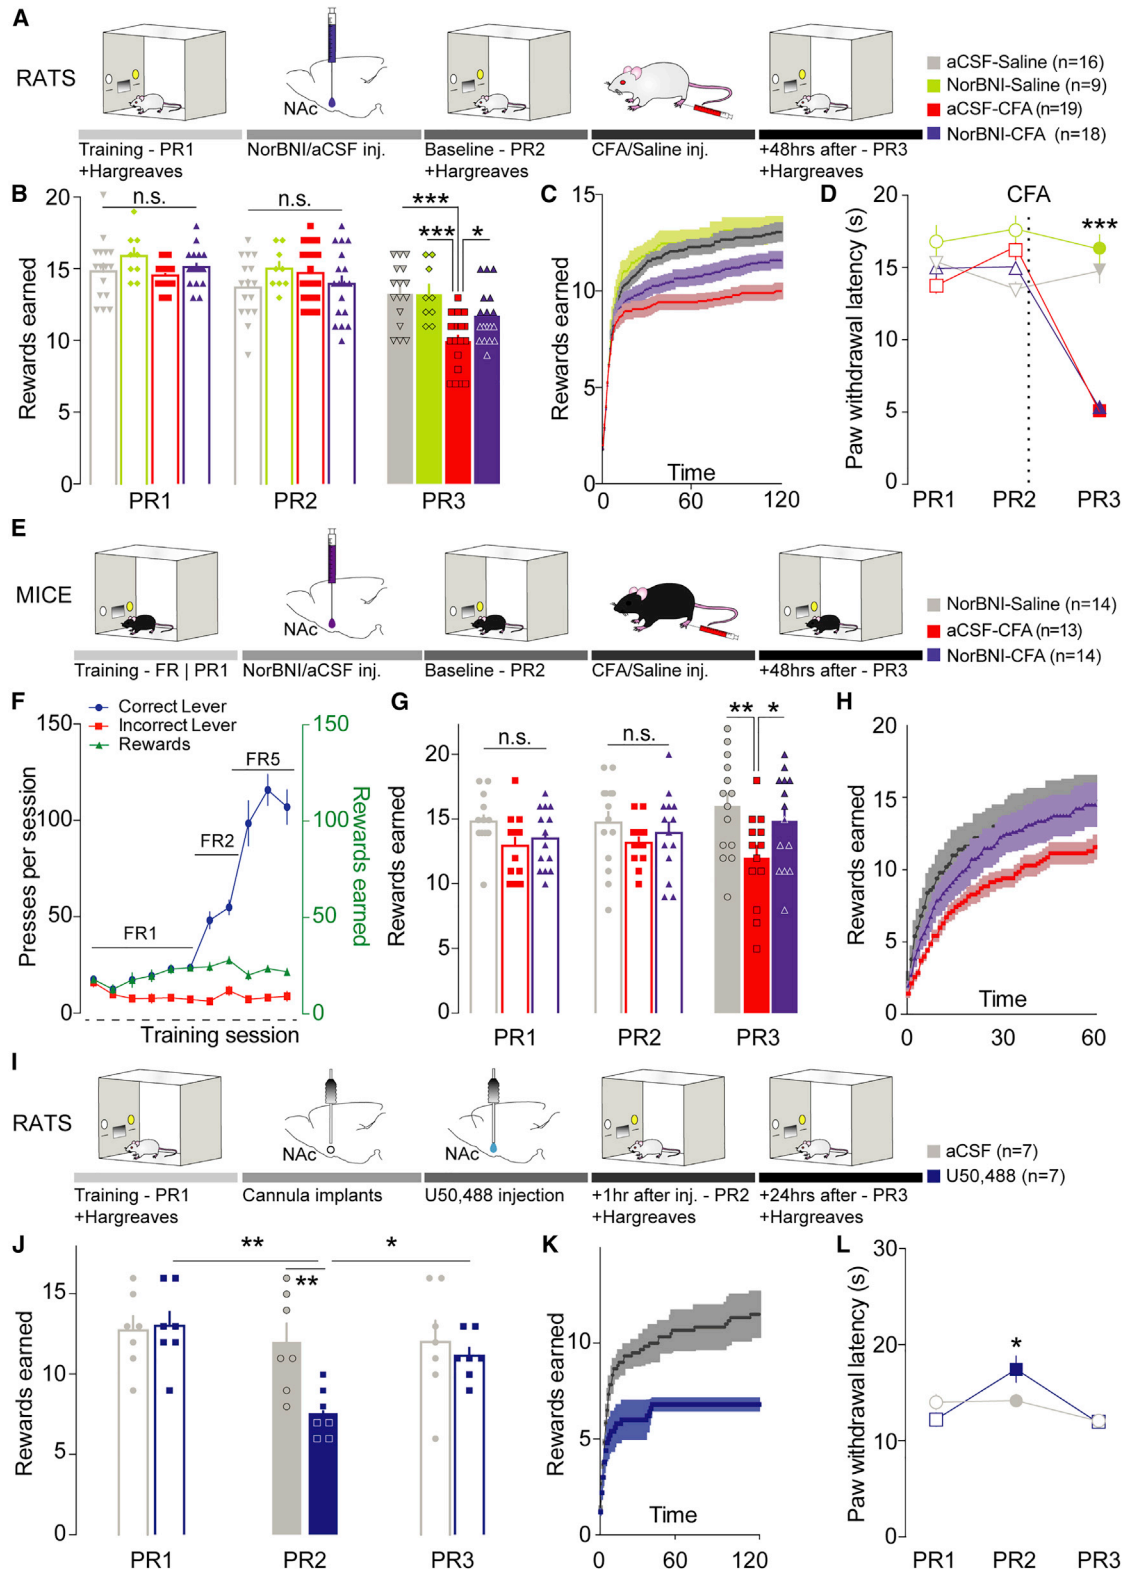 A
RATS
NAc
Training - PR1
+Hargreaves
NorBNI/aCSF inj.
Baseline - PR2
+Hargreaves
CFA/Saline inj.
+48hrs after - PR3
+Hargreaves
aCSF-Saline (n=16)
NorBNI-Saline (n=9)
aCSF-CFA (n=19)
NorBNI-CFA (n=18)
B
Rewards earned
20
15
10
5
0
n.s.
n.s.
***
***
*
PR1
PR2
PR3
C
Rewards earned
15
10
5
0
Time
0
60
120
D
Paw withdrawal latency (s)
20
15
10
5
0
CFA
***
PR1
PR2
PR3
E
MICE
NAc
Training - FR | PR1
NorBNI/aCSF inj.
Baseline - PR2
CFA/Saline inj.
+48hrs after - PR3
NorBNI-Saline (n=14)
aCSF-CFA (n=13)
NorBNI-CFA (n=14)
F
Correct Lever
Incorrect Lever
Rewards
Presses per session
150
100
50
0
FR1
FR2
FR5
150
100
50
0
Rewards earned
Training session
G
Rewards earned
20
15
10
5
0
n.s.
n.s.
**
*
PR1
PR2
PR3
H
Rewards earned
20
15
10
5
0
Time
0
30
60
I
RATS
NAc
NAc
Training - PR1
+Hargreaves
Cannula implants
U50,488 injection
+1hr after inj. - PR2
+Hargreaves
+24hrs after - PR3
+Hargreaves
aCSF (n=7)
U50,488 (n=7)
J
Rewards earned
15
10
5
0
**
**
*
PR1
PR2
PR3
K
Rewards earned
10
5
0
Time
0
60
120
L
Paw withdrawal latency (s)
30
20
10
0
*
PR1
PR2
PR3